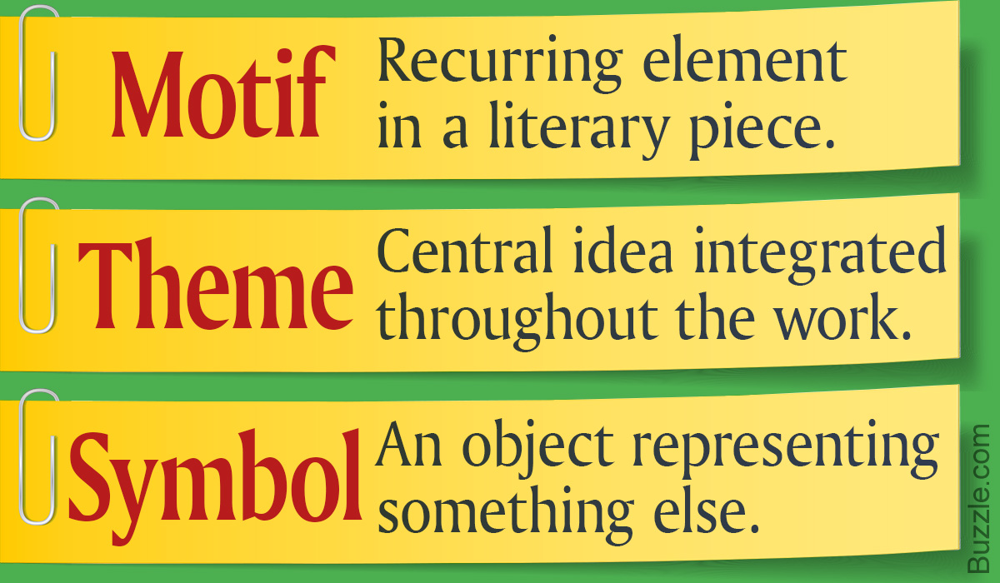 Motif
Recurring element
in a literary piece.
Theme
Central idea integrated
throughout the work.
Symbol
An object representing
something else.
Buzzle.com